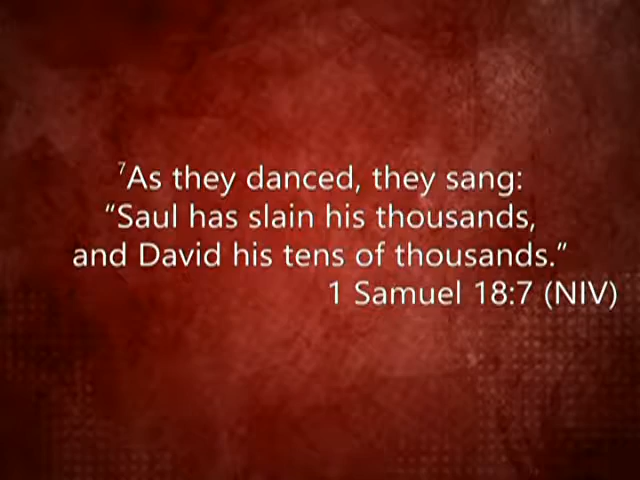 ⁷As they danced, they sang:
“Saul has slain his thousands,
and David his tens of thousands.”
1 Samuel 18:7 (NIV)